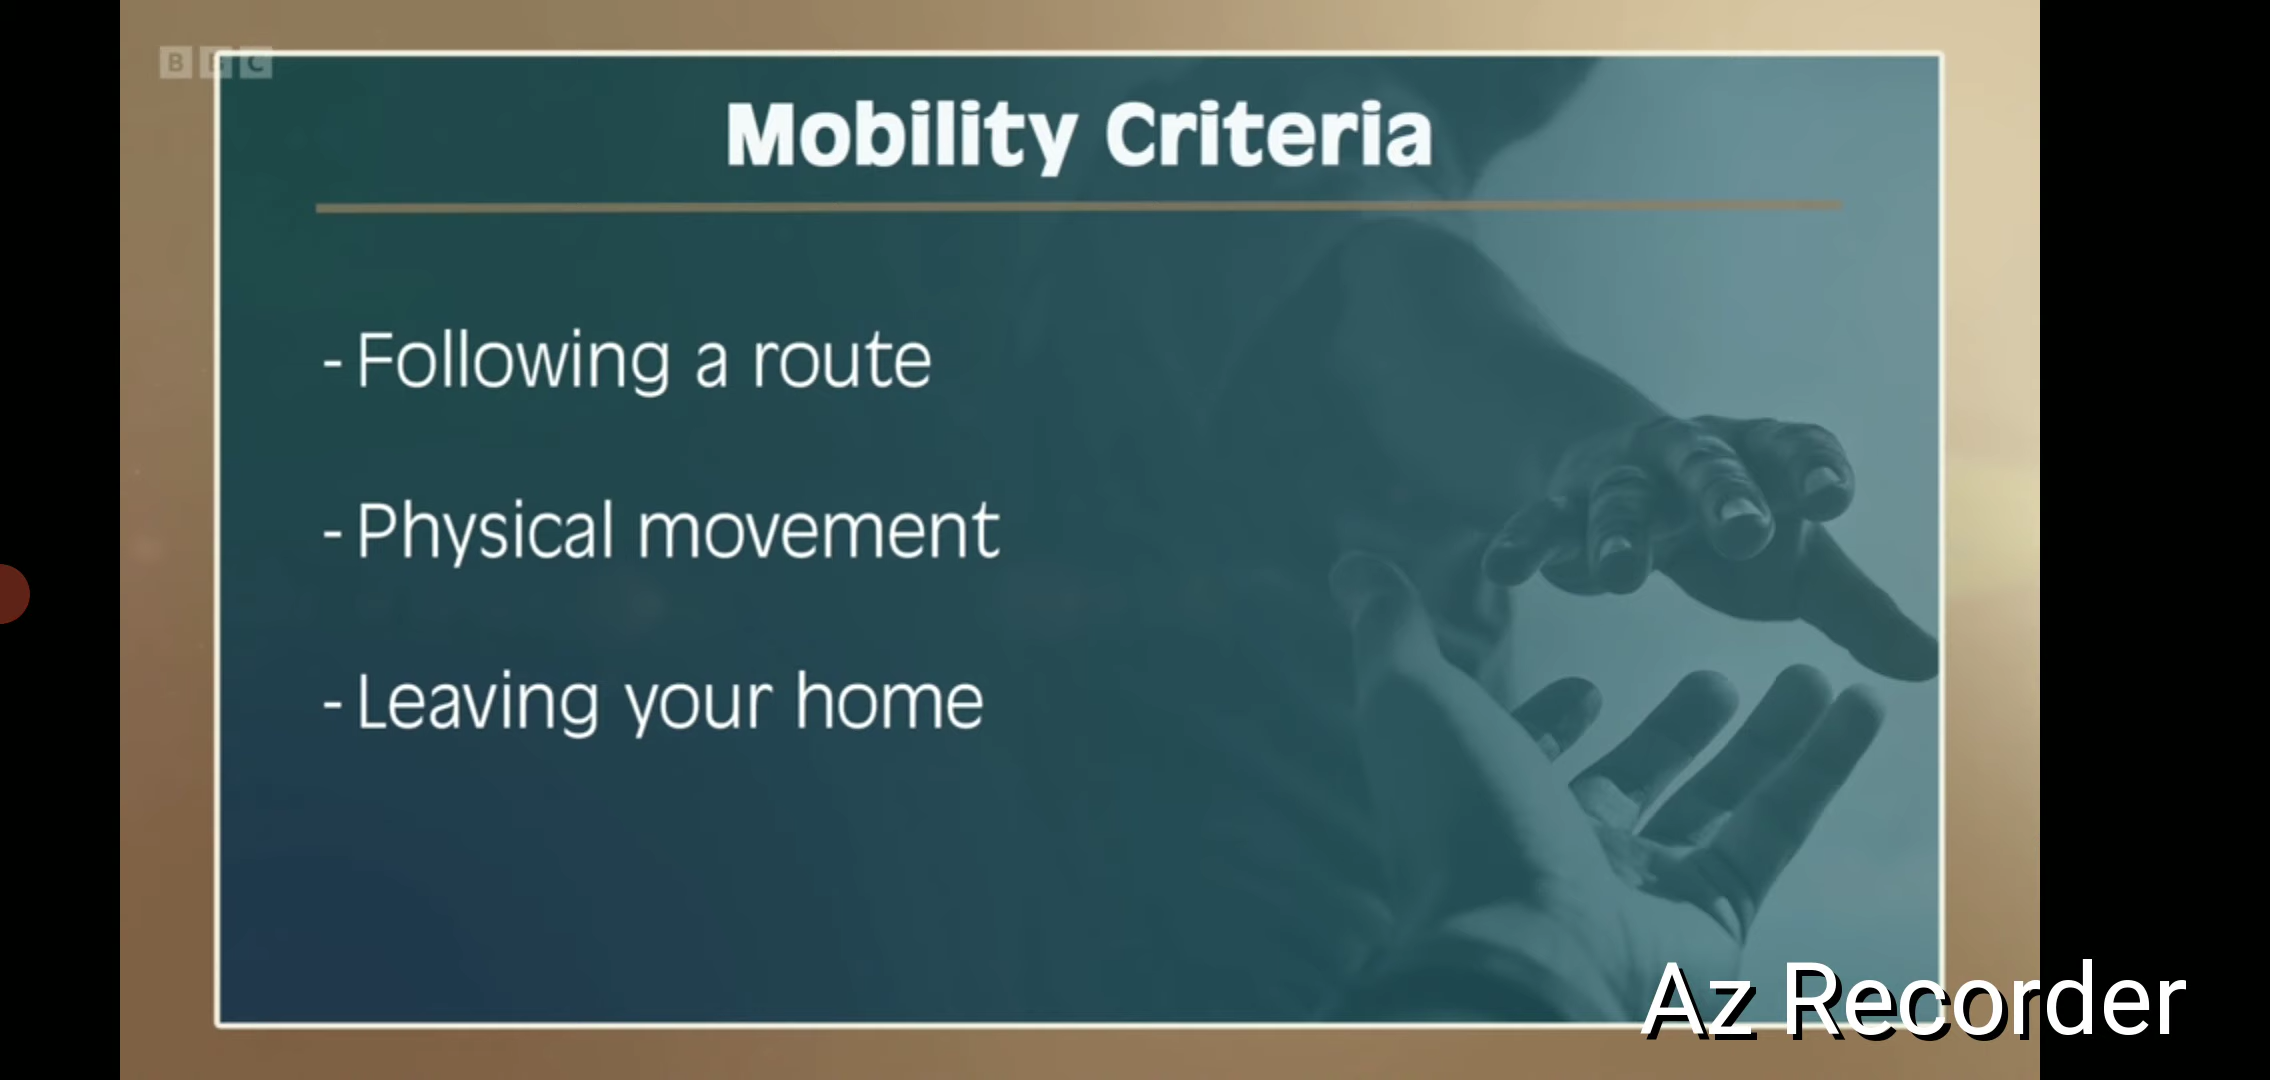 BBC
Mobility Criteria
- Following a route
- Physical movement
- Leaving your home
Az Recorder